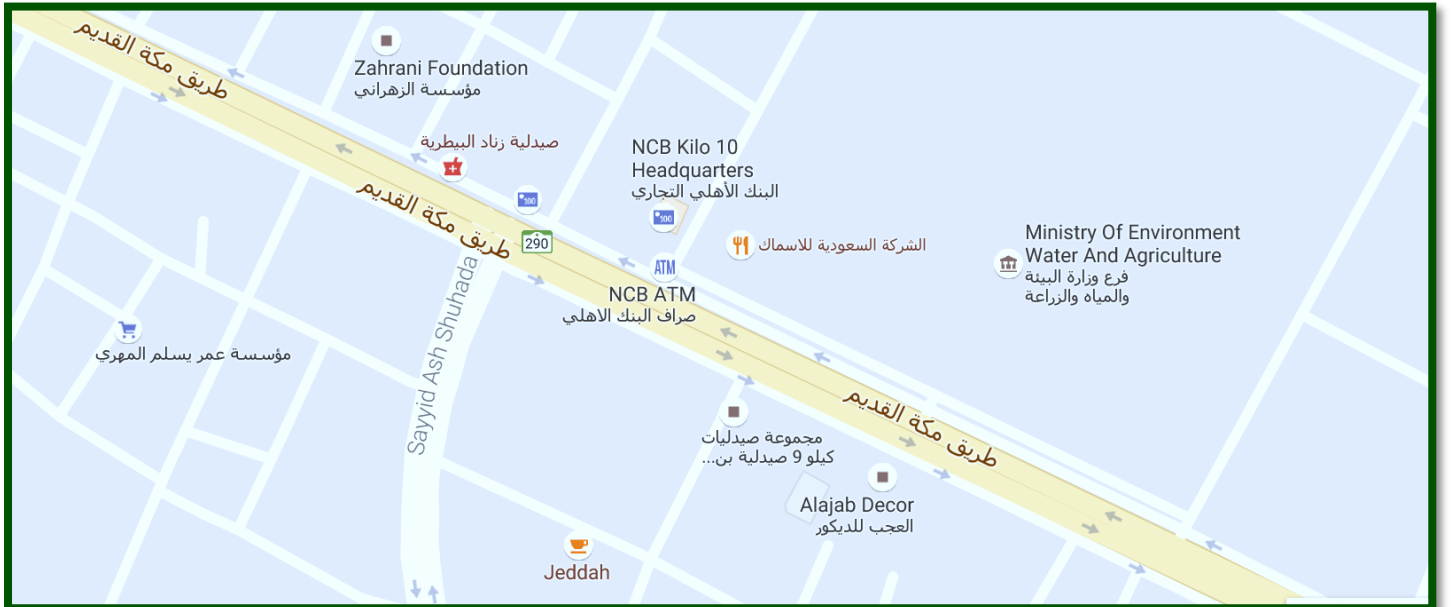 طريق مكة القديم
Zahrani Foundation
مؤسسة الزهراني
صيدلية زناد البيطرية
100
NCB Kilo 10
Headquarters
البنك الأهلي التجاري
100
طريق مكة القديم
290
الشركة السعودية للاسماك
Ministry Of Environment
Water And Agriculture
فرع وزارة البيئة
والمياه والزراعة
ATM
NCB ATM
صراف البنك الاهلي
Sayyid Ash Shuhada
مؤسسة عمر يسلم المهري
طريق مكة القديم
مجموعة صيدليات
كيلو 9 صيدلية بن...
Alajab Decor
العجب للديكور
Jeddah